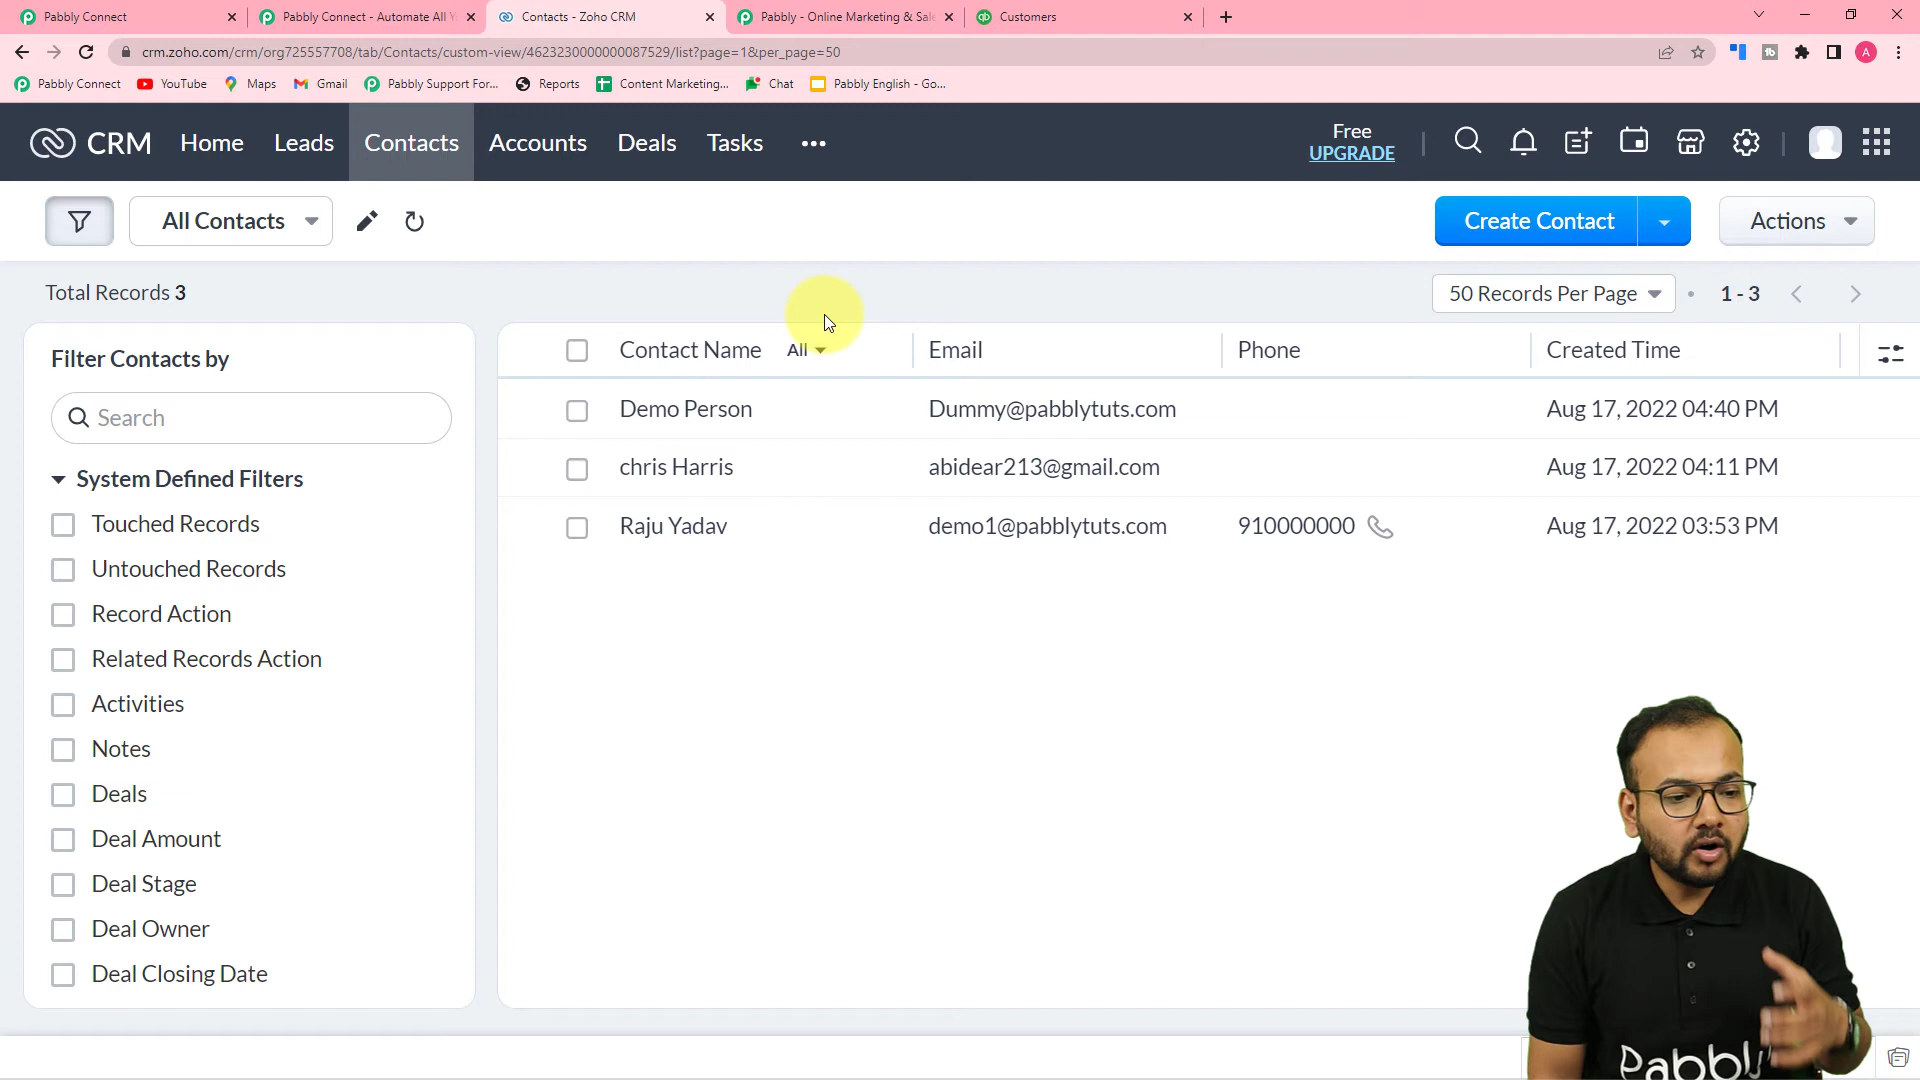 Pabbly Connect
Pabbly Connect - Automate All Y
Contacts - Zoho CRM
Pabbly - Online Marketing & Sale
Customers
crm.zoho.com/crm/org725557708/tab/Contacts/custom-view/4623230000000087529/list?page=1&per_page=50
A
Pabbly Connect
YouTube
Maps
Gmail
Pabbly Support For...
Reports
Content Marketing...
Chat
Pabbly English - Go...
CRM
Home
Leads
Contacts
Accounts
Deals
Tasks
Free
UPGRADE
All Contacts
Create Contact
Actions
Total Records 3
50 Records Per Page
1 - 3
Filter Contacts by
Search
System Defined Filters
Touched Records
Untouched Records
Record Action
Related Records Action
Activities
Notes
Deals
Deal Amount
Deal Stage
Deal Owner
Deal Closing Date
Contact Name All Email Phone Created Time
Demo Person Dummy@pabblytuts.com Aug 17, 2022 04:40 PM
chris Harris abidear213@gmail.com Aug 17, 2022 04:11 PM
Raju Yadav demo1@pabblytuts.com 910000000 Aug 17, 2022 03:53 PM
Pabbly